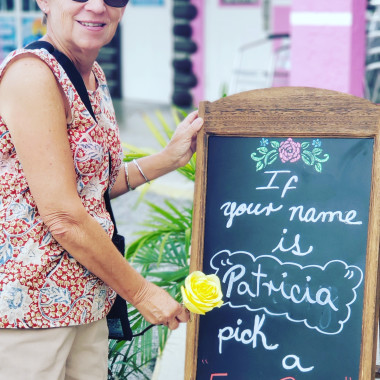 If
your name
is
"Patricia"
pick
a